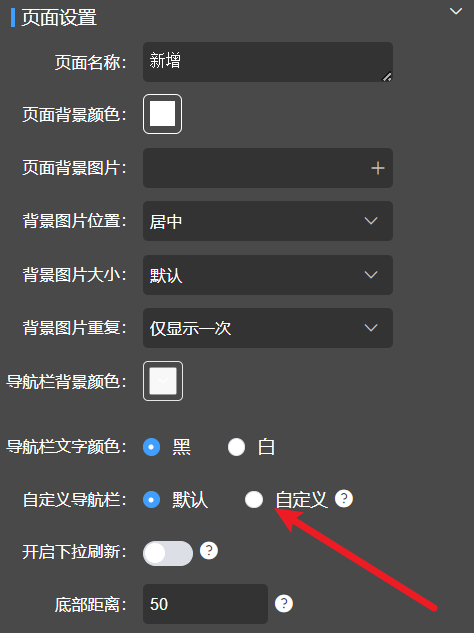 页面设置
页面名称： 新增
页面背景颜色：
页面背景图片： +
背景图片位置： 居中
背景图片大小： 默认
背景图片重复： 仅显示一次
导航栏背景颜色：
导航栏文字颜色： 黑 白
自定义导航栏： 默认 自定义 ?
开启下拉刷新： ?
底部距离： 50 ?